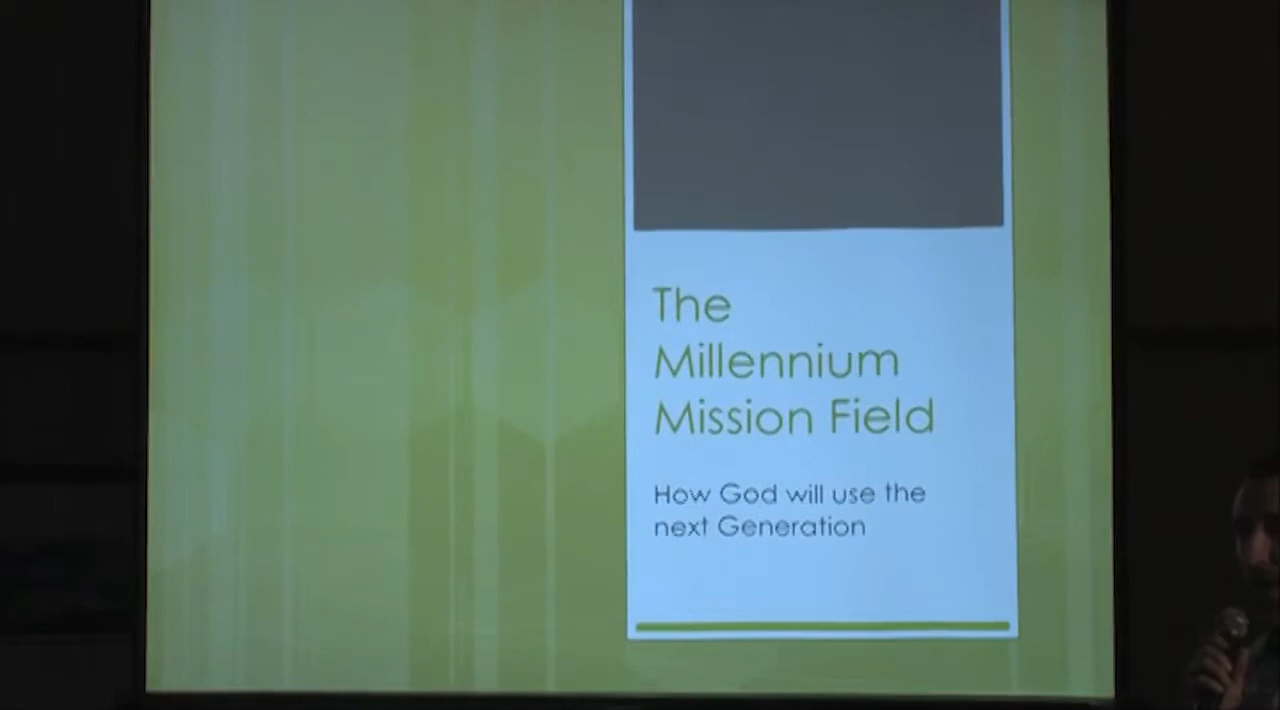 The
Millennium
Mission Field
How God will use the
next Generation